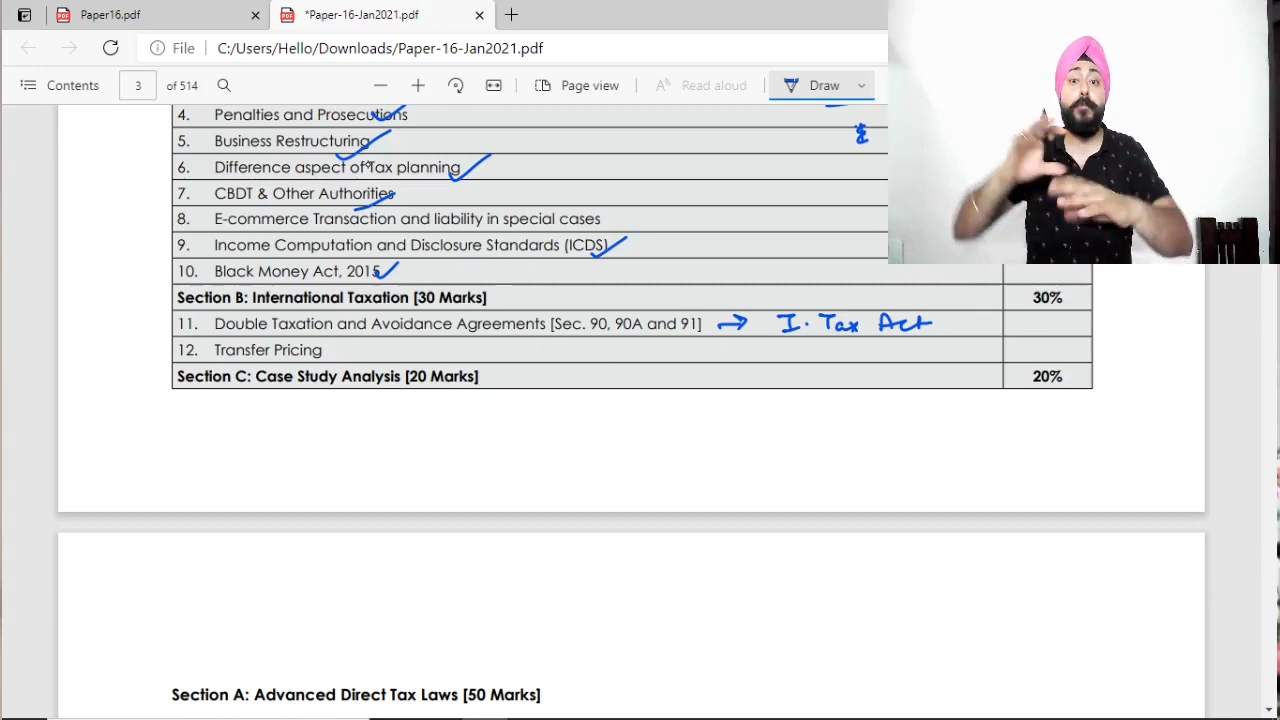 Paper16.pdf
*Paper-16-Jan2021.pdf
File
C:/Users/Hello/Downloads/Paper-16-Jan2021.pdf
Contents
3
of 514
Page view
Read aloud
Draw
4. Penalties and Prosecutions
5. Business Restructuring
6. Difference aspect of Tax planning
7. CBDT & Other Authorities
8. E-commerce Transaction and liability in special cases
9. Income Computation and Disclosure Standards (ICDS)
10. Black Money Act, 2015
Section B: International Taxation [30 Marks] 30%
11. Double Taxation and Avoidance Agreements [Sec. 90, 90A and 91] → I. Tax Act
12. Transfer Pricing
Section C: Case Study Analysis [20 Marks] 20%
Section A: Advanced Direct Tax Laws [50 Marks]